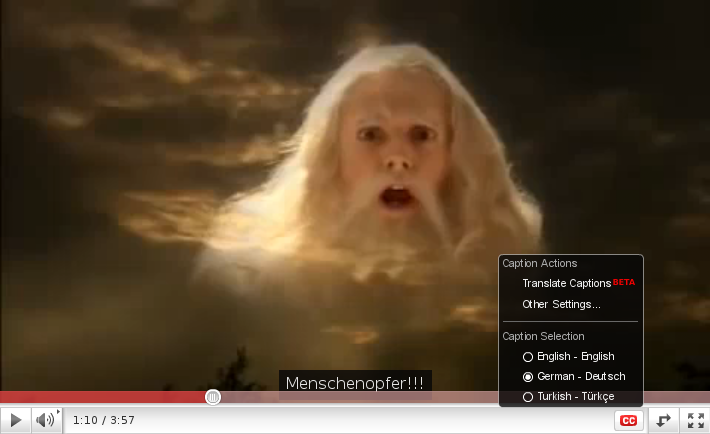 Caption Actions
Translate Captions BETA
Other Settings...
Caption Selection
English - English
German - Deutsch
Turkish - Türkçe
Menschenopfer!!!
1:10 / 3:57
CC